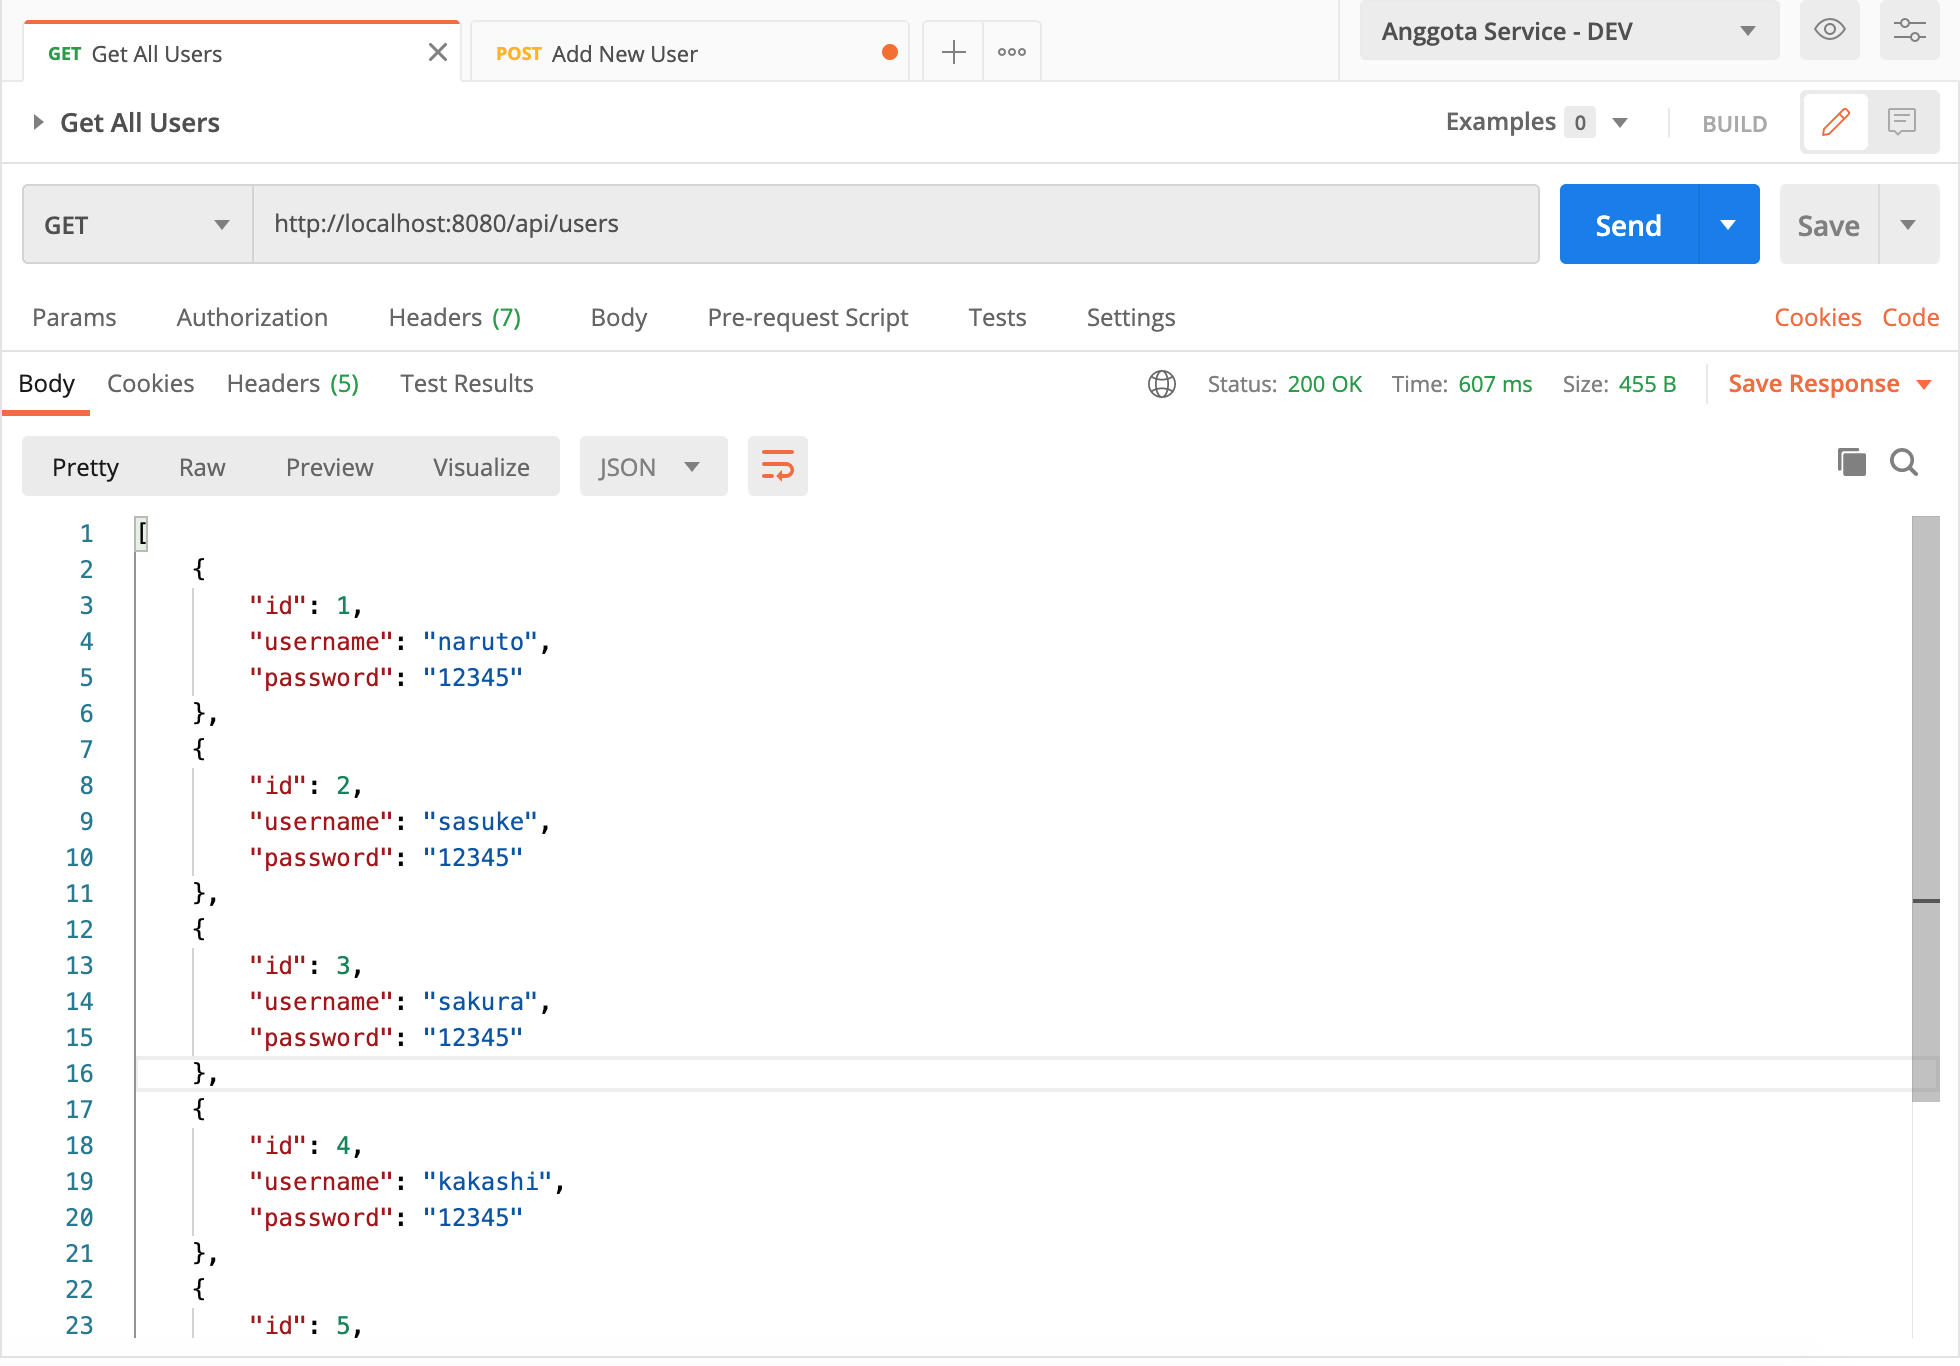 GET Get All Users
POST Add New User
Anggota Service - DEV
Get All Users
Examples 0
BUILD
GET
http://localhost:8080/api/users
Send
Save
Params Authorization Headers (7) Body Pre-request Script Tests Settings Cookies Code
Body Cookies Headers (5) Test Results Status: 200 OK Time: 607 ms Size: 455 B Save Response
Pretty Raw Preview Visualize JSON
1 [
2 {
3 "id": 1,
4 "username": "naruto",
5 "password": "12345"
6 },
7 {
8 "id": 2,
9 "username": "sasuke",
10 "password": "12345"
11 },
12 {
13 "id": 3,
14 "username": "sakura",
15 "password": "12345"
16 },
17 {
18 "id": 4,
19 "username": "kakashi",
20 "password": "12345"
21 },
22 {
23 "id": 5,